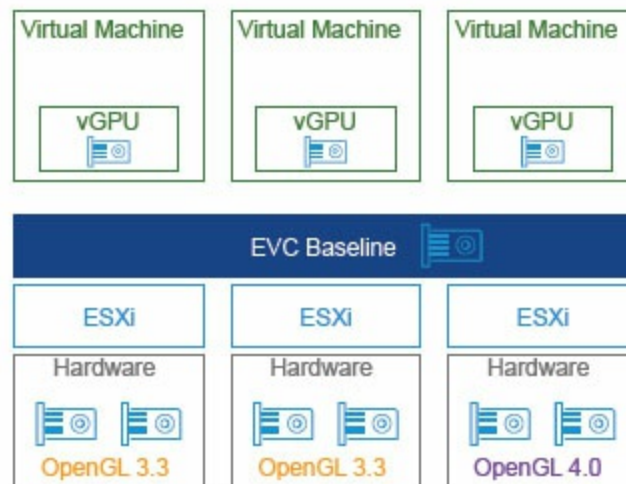 Virtual Machine
Virtual Machine
Virtual Machine
vGPU
vGPU
vGPU
EVC Baseline
ESXi
ESXi
ESXi
Hardware
Hardware
Hardware
OpenGL 3.3
OpenGL 3.3
OpenGL 4.0